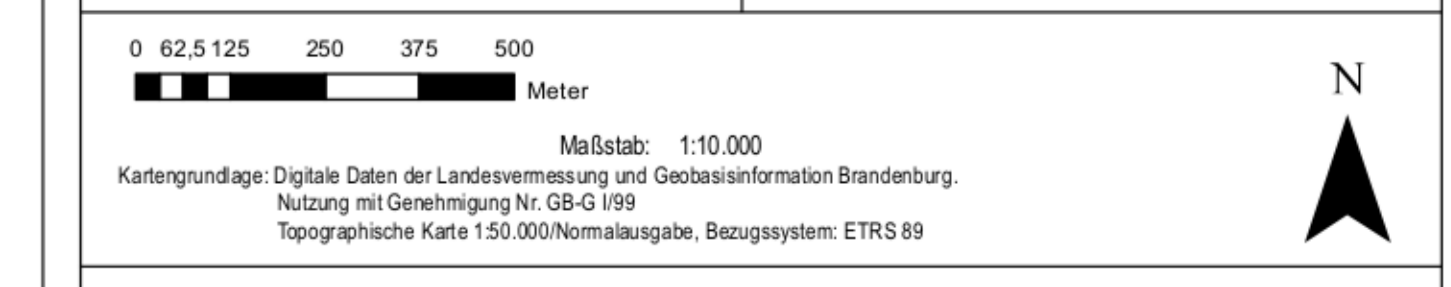 0 62,5 125 250 375 500
Meter
N
Maßstab: 1:10.000
Kartengrundlage: Digitale Daten der Landesvermessung und Geobasisinformation Brandenburg.
Nutzung mit Genehmigung Nr. GB-G I/99
Topographische Karte 1:50.000/Normalausgabe, Bezugssystem: ETRS 89